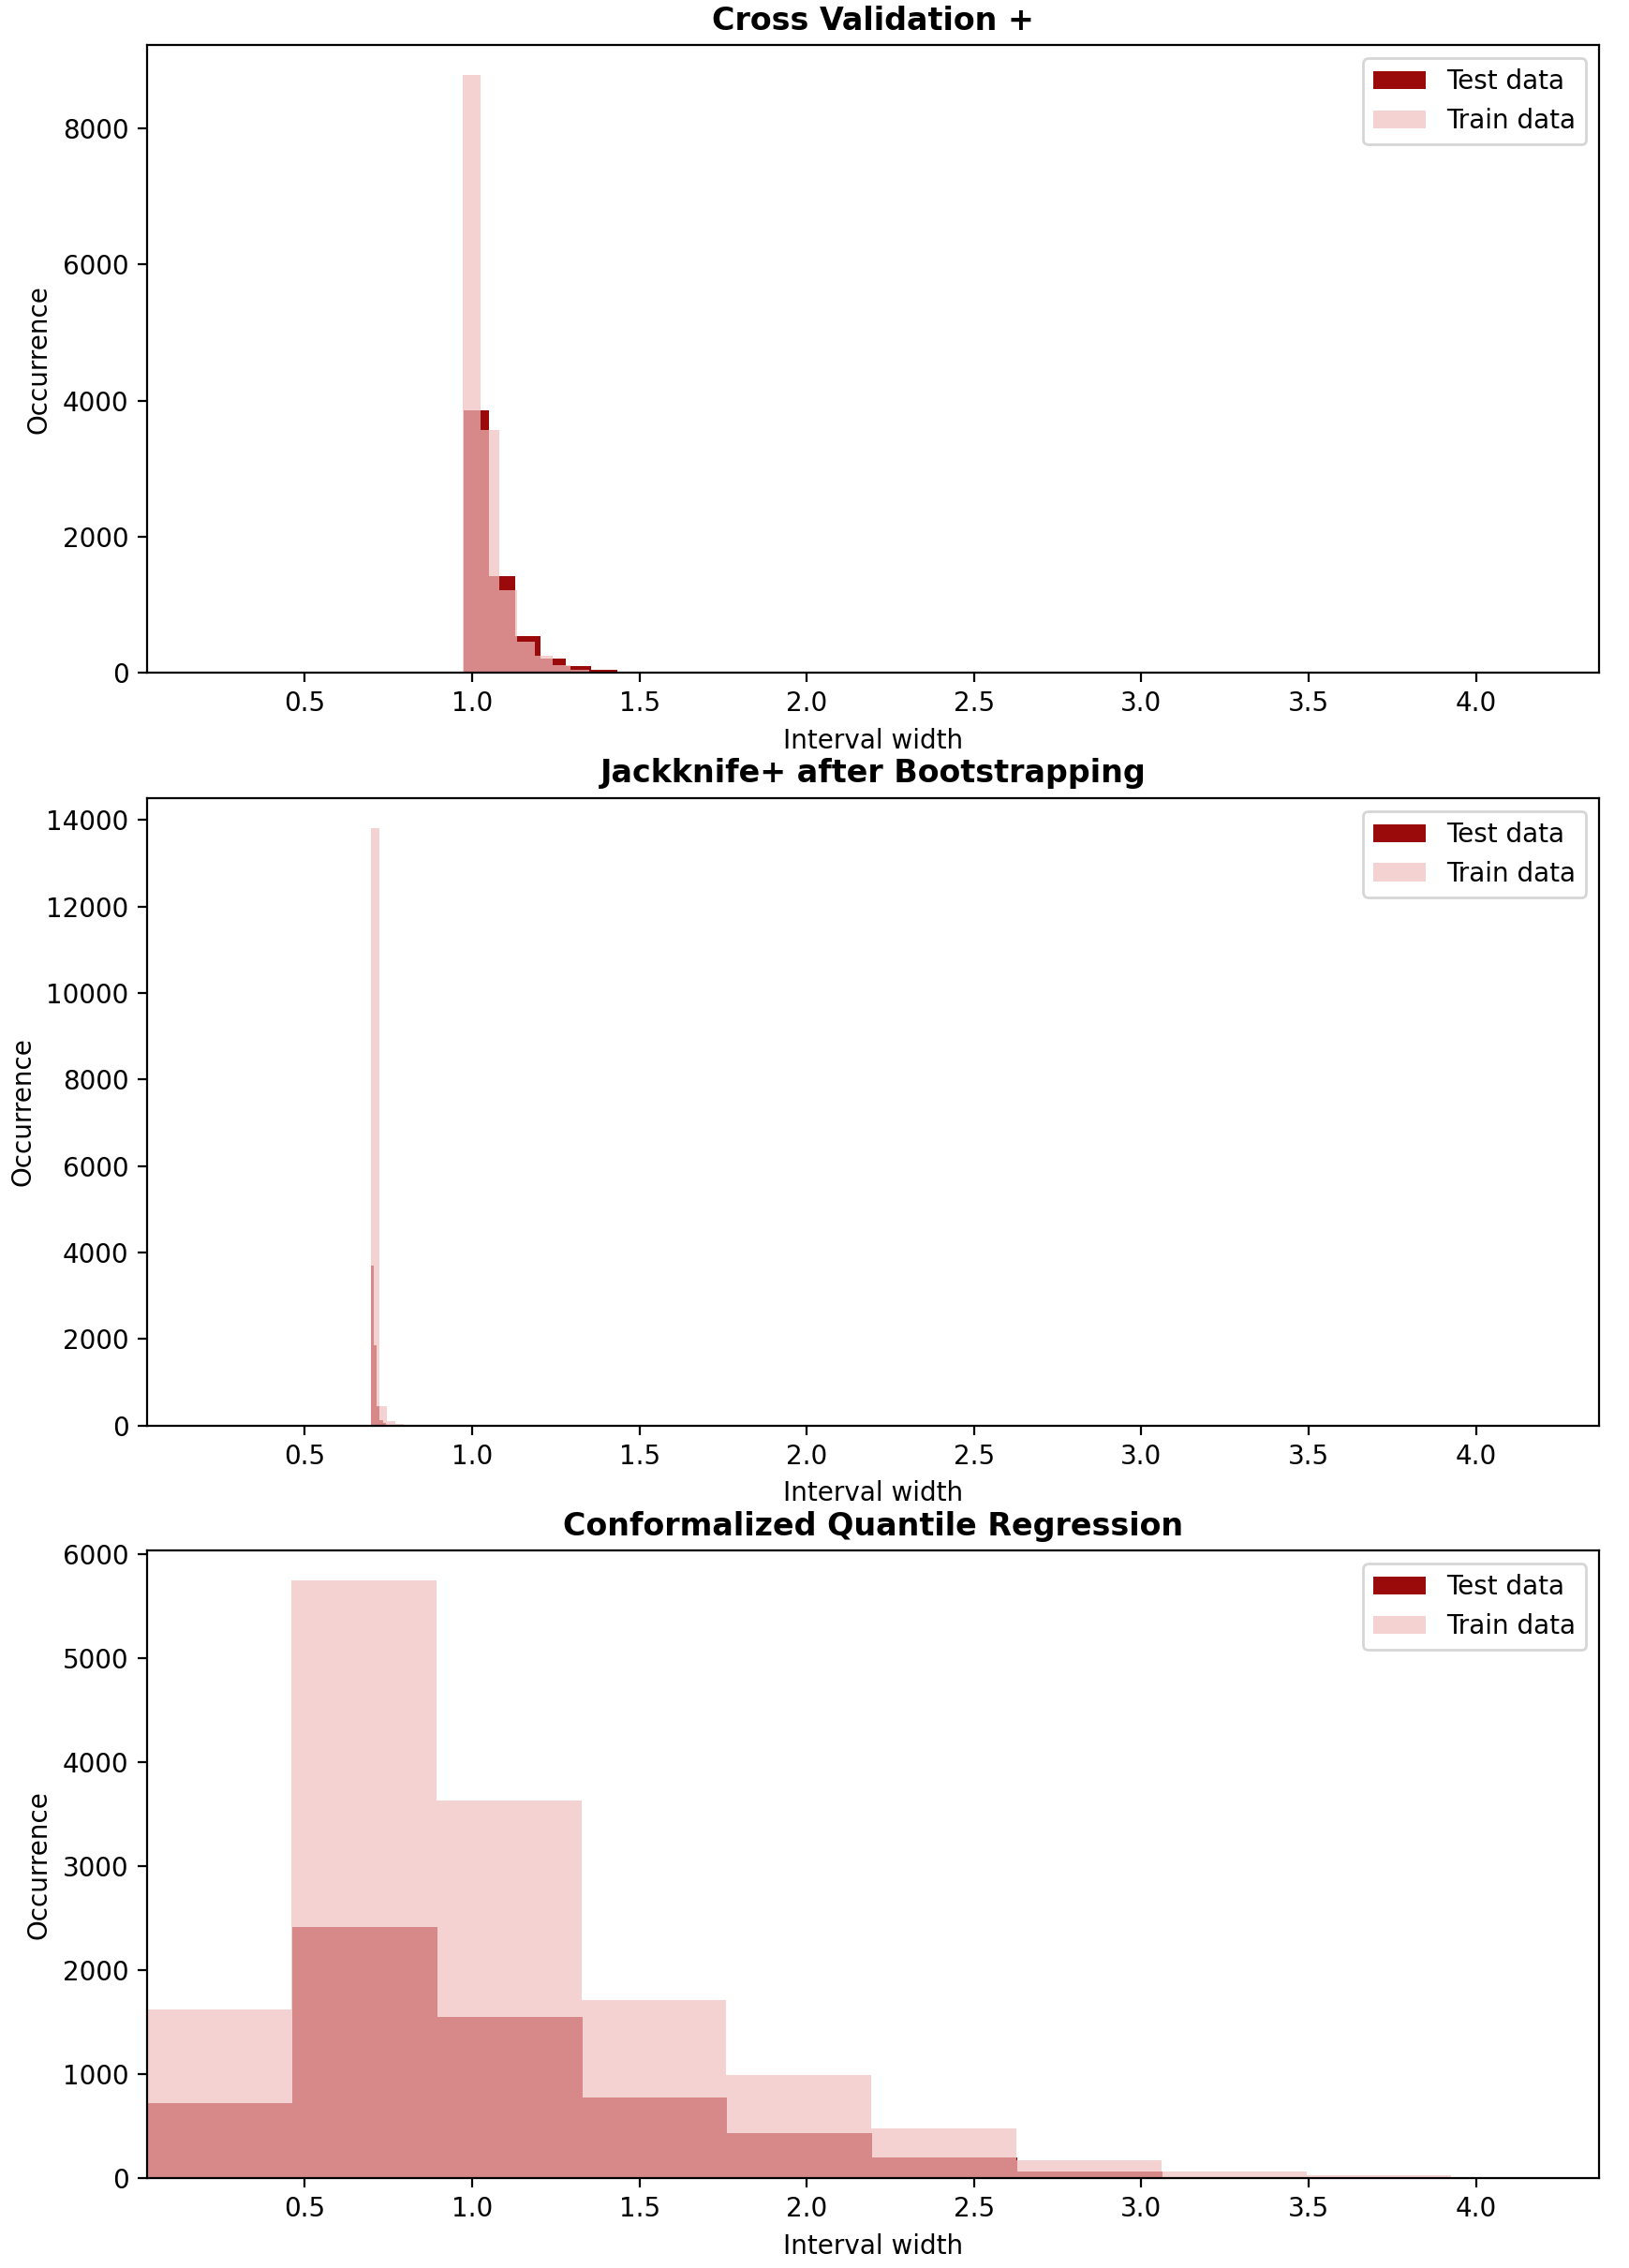 Cross Validation +
Test data
Train data
Occurrence
8000
6000
4000
2000
0
0.5 1.0 1.5 2.0 2.5 3.0 3.5 4.0
Interval width
Jackknife+ after Bootstrapping
Test data
Train data
Occurrence
14000
12000
10000
8000
6000
4000
2000
0
0.5 1.0 1.5 2.0 2.5 3.0 3.5 4.0
Interval width
Conformalized Quantile Regression
Test data
Train data
Occurrence
6000
5000
4000
3000
2000
1000
0
0.5 1.0 1.5 2.0 2.5 3.0 3.5 4.0
Interval width